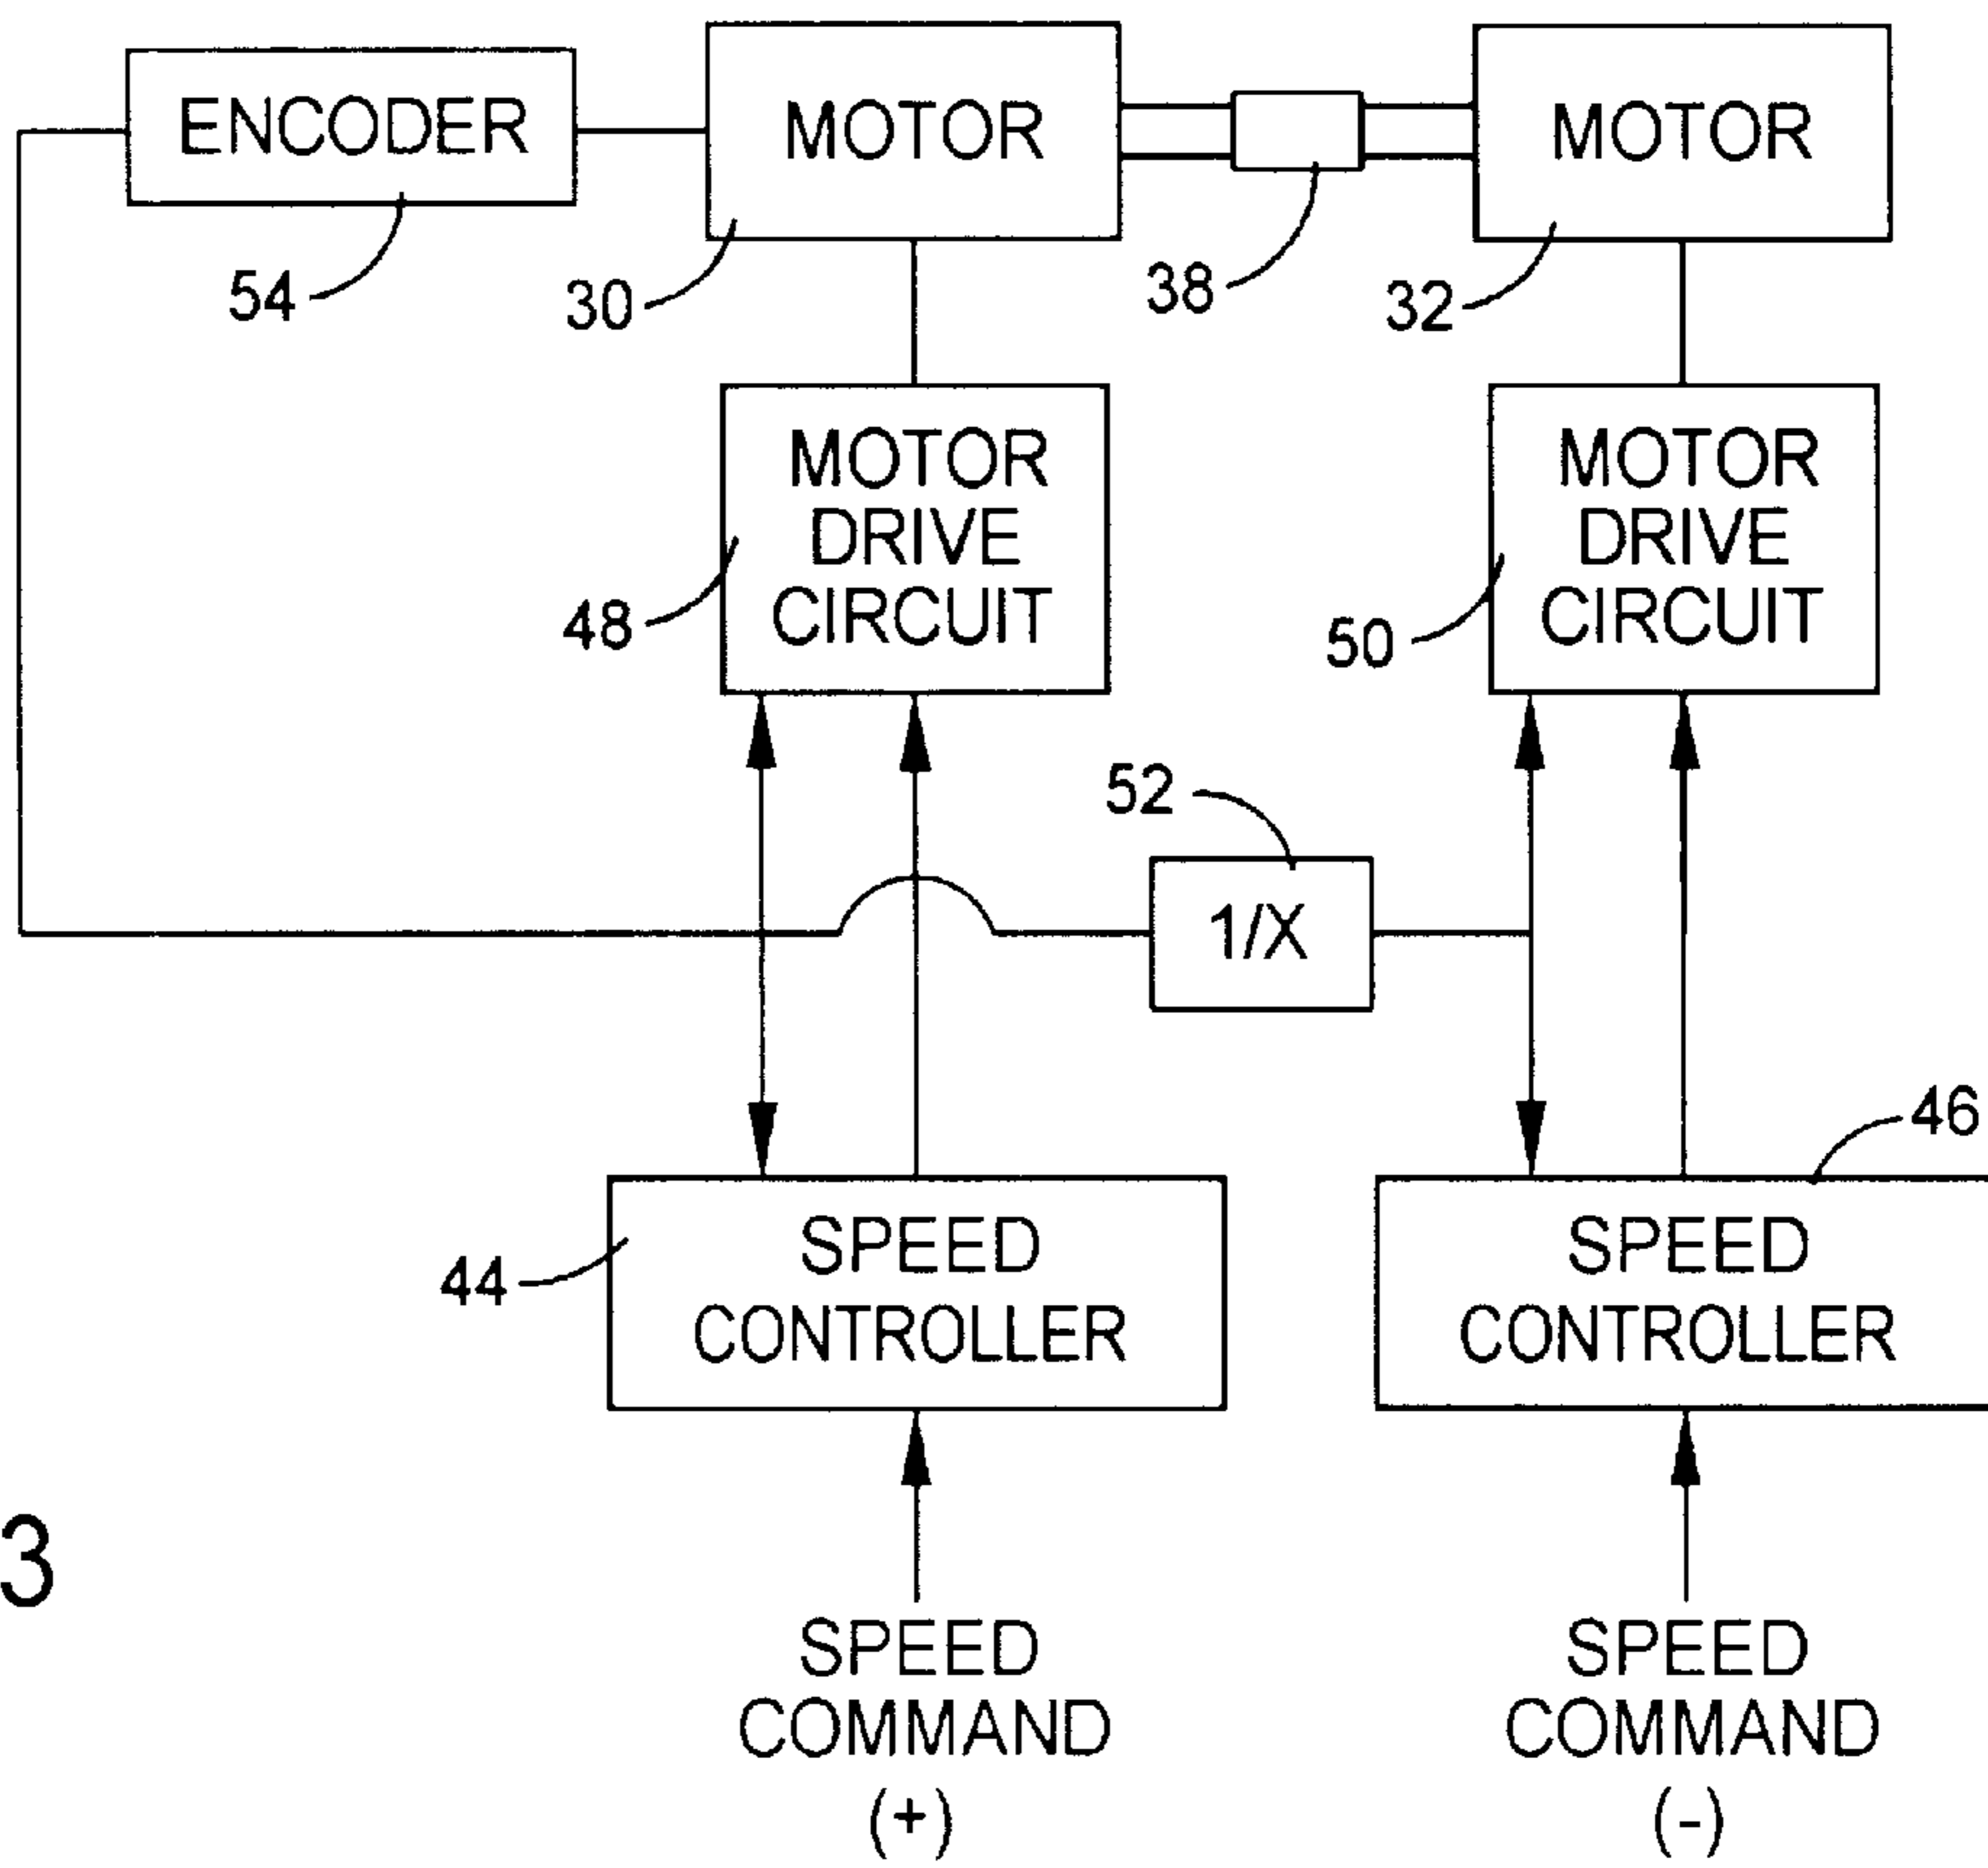 ENCODER
MOTOR
MOTOR
54
30
38
32
MOTOR
DRIVE
CIRCUIT
48
MOTOR
DRIVE
CIRCUIT
50
52
1/X
46
SPEED
CONTROLLER
44
SPEED
CONTROLLER
3
SPEED
COMMAND
(+)
SPEED
COMMAND
(-)